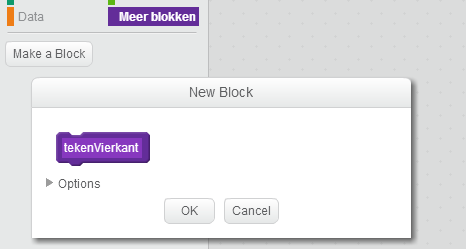 Data
Meer blokken
Make a Block
New Block
tekenVierkant
Options
OK
Cancel